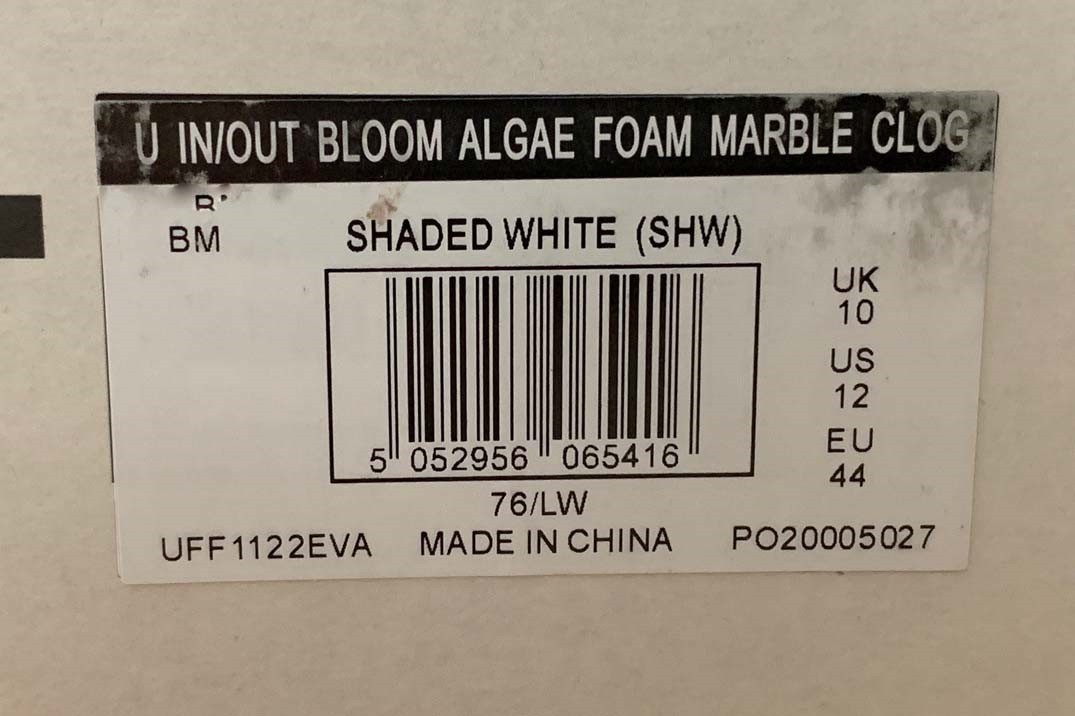 U IN/OUT BLOOM ALGAE FOAM MARBLE CLOG
BM
SHADED WHITE (SHW)
UK
10
US
12
EU
44
5 052956 065416
76/LW
UFF1122EVA MADE IN CHINA PO20005027